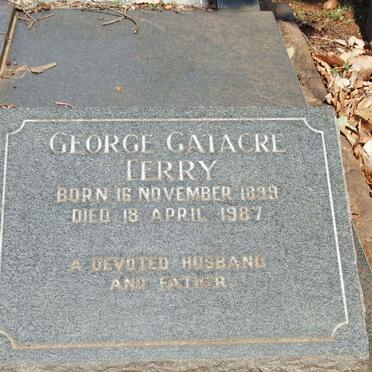 GEORGE GATACRE
TERRY
BORN 16 NOVEMBER 1899
DIED 18 APRIL 1987
A DEVOTED HUSBAND
AND FATHER